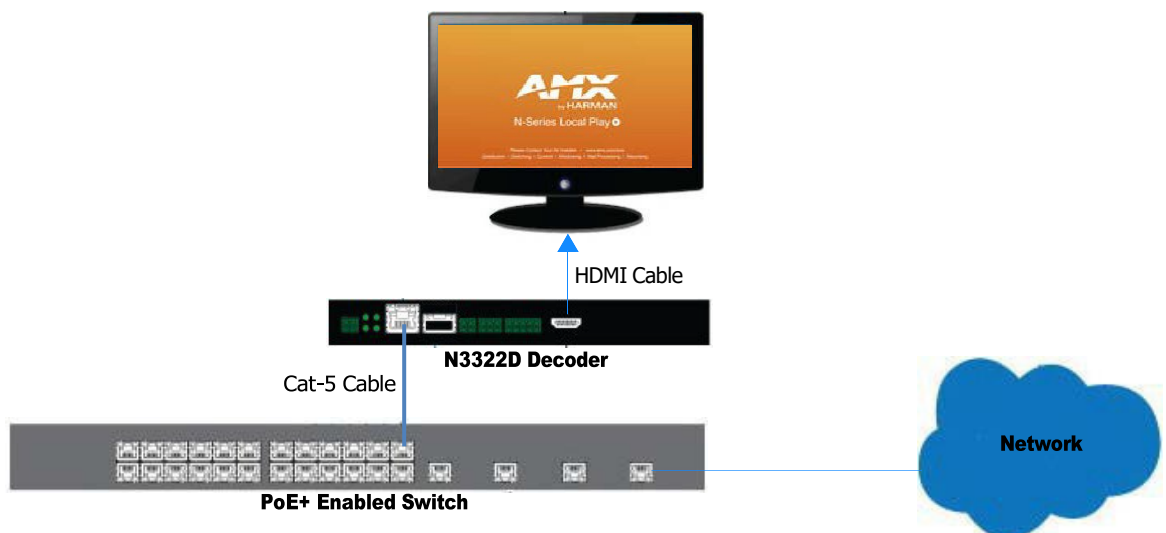 AMX
by HARMAN
N-Series Local Play
HDMI Cable
N3322D Decoder
Cat-5 Cable
Network
PoE+ Enabled Switch